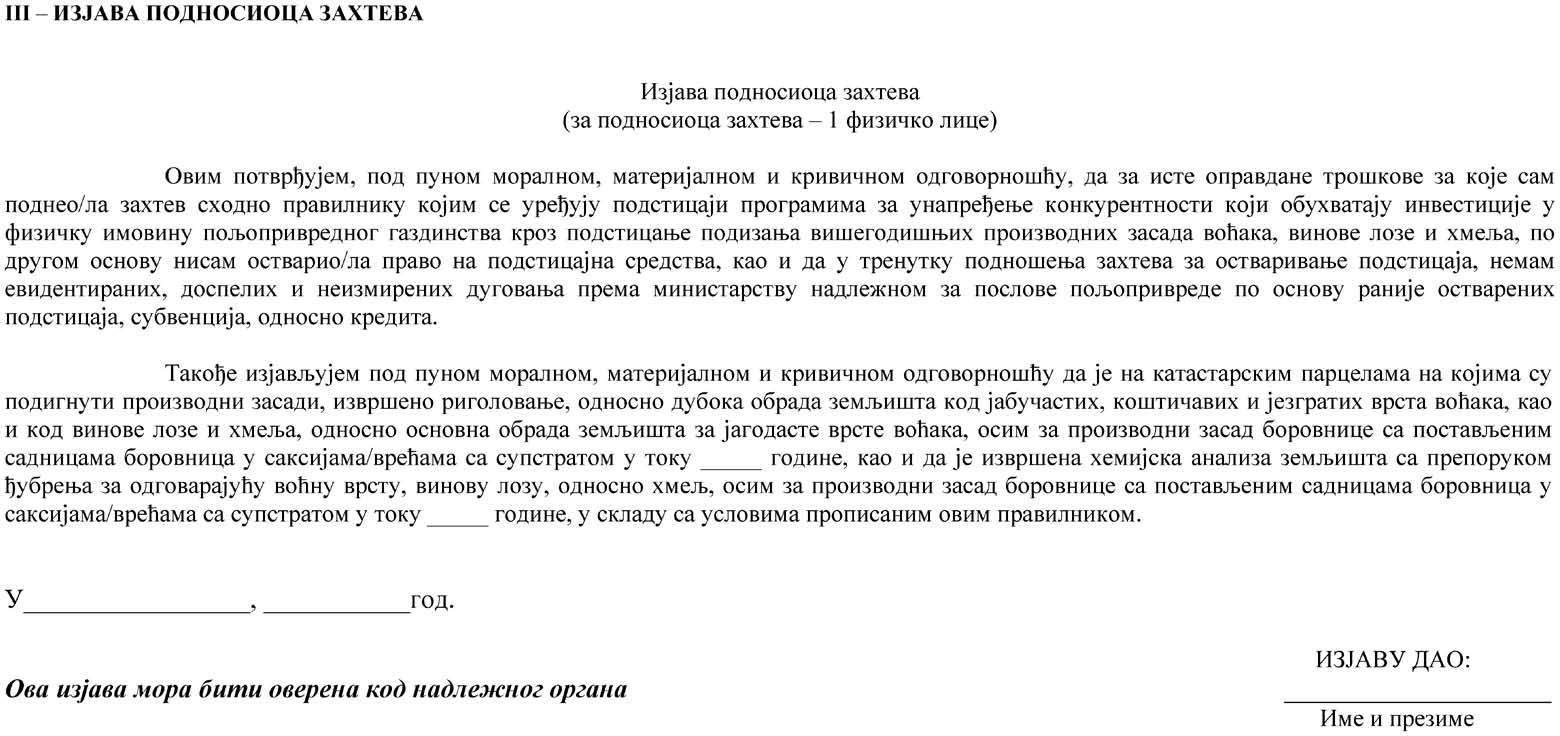 III – ИЗЈАВА ПОДНОСИОЦА ЗАХТЕВА
Изјава подносиоца захтева
(за подносиоца захтева – 1 физичко лице)
Овим потврђујем, под пуном моралном, материјалном и кривичном одговорношћу, да за исте оправдане трошкове за које сам
поднео/ла захтев сходно правилнику којим се уређују подстицаји програмима за унапређење конкурентности који обухватају инвестиције у
физичку имовину пољопривредног газдинства кроз подстицање подизања вишегодишњих производних засада воћака, винове лозе и хмеља, по
другом основу нисам остварио/ла право на подстицајна средства, као и да у тренутку подношења захтева за остваривање подстицаја, немам
евидентираних, доспелих и неизмирених дуговања према министарству надлежном за послове пољопривреде по основу раније остварених
подстицаја, субвенција, односно кредита.
Такође изјављујем под пуном моралном, материјалном и кривичном одговорношћу да је на катастарским парцелама на којима су
подигнути производни засади, извршено риголовање, односно дубока обрада земљишта код јабучастих, коштичавих и језгратих врста воћака, као
и код винове лозе и хмеља, односно основна обрада земљишта за јагодасте врсте воћака, осим за производни засад боровнице са постављеним
садницама боровница у саксијама/врећама са супстратом у току _____ године, као и да је извршена хемијска анализа земљишта са препоруком
ђубрења за одговарајућу воћну врсту, винову лозу, односно хмељ, осим за производни засад боровнице са постављеним садницама боровница у
саксијама/врећама са супстратом у току _____ године, у складу са условима прописаним овим правилником.
У_________________, ___________год.
ИЗЈАВУ ДАО:
Ова изјава мора бити оверена код надлежног органа
______________________
Име и презиме